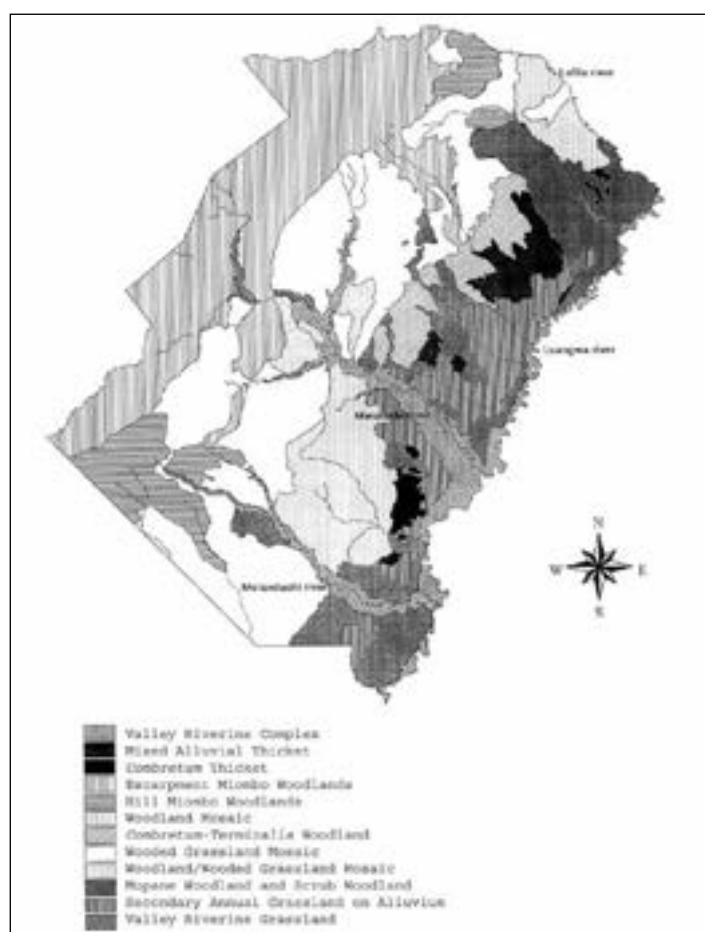 Luangwa river
N
W E
S
Valley Riverine Complex
Mixed Alluvial Thicket
Combretum Thicket
Escarpment Miombo Woodlands
Hill Miombo Woodlands
Woodland Mosaic
Combretum-Terminalia Woodland
Wooded Grassland Mosaic
Woodland/Wooded Grassland Mosaic
Mopane Woodland and Scrub Woodland
Secondary Annual Grassland on Alluvium
Valley Riverine Grassland